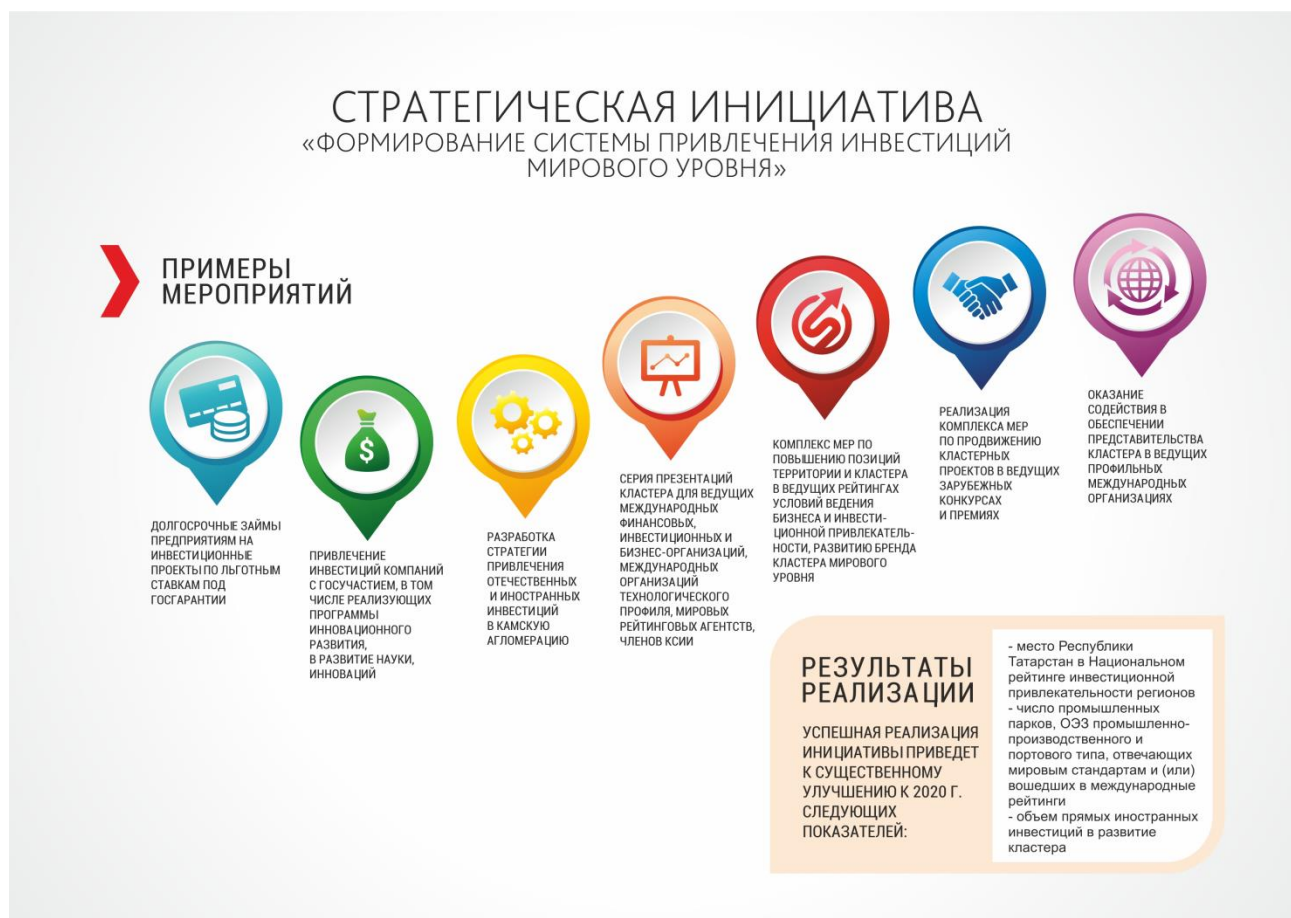 СТРАТЕГИЧЕСКАЯ ИНИЦИАТИВА
«ФОРМИРОВАНИЕ СИСТЕМЫ ПРИВЛЕЧЕНИЯ ИНВЕСТИЦИЙ
МИРОВОГО УРОВНЯ»
ПРИМЕРЫ
МЕРОПРИЯТИЙ
$
ДОЛГОСРОЧНЫЕ ЗАЙМЫ
ПРЕДПРИЯТИЯМ НА
ИНВЕСТИЦИОННЫЕ
ПРОЕКТЫ ПО ЛЬГОТНЫМ
СТАВКАМ ПОД
ГОСГАРАНТИИ
ПРИВЛЕЧЕНИЕ
ИНВЕСТИЦИЙ КОМПАНИЙ
С ГОСУЧАСТИЕМ, В ТОМ
ЧИСЛЕ РЕАЛИЗУЮЩИХ
ПРОГРАММЫ
ИННОВАЦИОННОГО
РАЗВИТИЯ,
В РАЗВИТИЕ НАУКИ,
ИННОВАЦИЙ
РАЗРАБОТКА
СТРАТЕГИИ
ПРИВЛЕЧЕНИЯ
ОТЕЧЕСТВЕННЫХ
И ИНОСТРАННЫХ
ИНВЕСТИЦИЙ
В КАМСКУЮ
АГЛОМЕРАЦИЮ
СЕРИЯ ПРЕЗЕНТАЦИЙ
КЛАСТЕРА ДЛЯ ВЕДУЩИХ
МЕЖДУНАРОДНЫХ
ФИНАНСОВЫХ,
ИНВЕСТИЦИОННЫХ И
БИЗНЕС-ОРГАНИЗАЦИЙ,
МЕЖДУНАРОДНЫХ
ОРГАНИЗАЦИЙ
ТЕХНОЛОГИЧЕСКОГО
ПРОФИЛЯ, МИРОВЫХ
РЕЙТИНГОВЫХ АГЕНТСТВ,
ЧЛЕНОВ КСИИ
КОМПЛЕКС МЕР ПО
ПОВЫШЕНИЮ ПОЗИЦИЙ
ТЕРРИТОРИИ И КЛАСТЕРА
В ВЕДУЩИХ РЕЙТИНГАХ
УСЛОВИЙ ВЕДЕНИЯ
БИЗНЕСА И ИНВЕСТИ-
ЦИОННОЙ ПРИВЛЕКАТЕЛЬ-
НОСТИ, РАЗВИТИЮ БРЕНДА
КЛАСТЕРА МИРОВОГО
УРОВНЯ
РЕАЛИЗАЦИЯ
КОМПЛЕКСА МЕР
ПО ПРОДВИЖЕНИЮ
КЛАСТЕРНЫХ
ПРОЕКТОВ В ВЕДУЩИХ
ЗАРУБЕЖНЫХ
КОНКУРСАХ
И ПРЕМИЯХ
ОКАЗАНИЕ
СОДЕЙСТВИЯ В
ОБЕСПЕЧЕНИИ
ПРЕДСТАВИТЕЛЬСТВА
КЛАСТЕРА В ВЕДУЩИХ
ПРОФИЛЬНЫХ
МЕЖДУНАРОДНЫХ
ОРГАНИЗАЦИЯХ
РЕЗУЛЬТАТЫ
РЕАЛИЗАЦИИ
УСПЕШНАЯ РЕАЛИЗАЦИЯ
ИНИЦИАТИВЫ ПРИВЕДЕТ
К СУЩЕСТВЕННОМУ
УЛУЧШЕНИЮ К 2020 Г.
СЛЕДУЮЩИХ
ПОКАЗАТЕЛЕЙ:
- место Республики
Татарстан в Национальном
рейтинге инвестиционной
привлекательности регионов
- число промышленных
парков, ОЭЗ промышленно-
производственного и
портового типа, отвечающих
мировым стандартам и (или)
вошедших в международные
рейтинги
- объем прямых иностранных
инвестиций в развитие
кластера